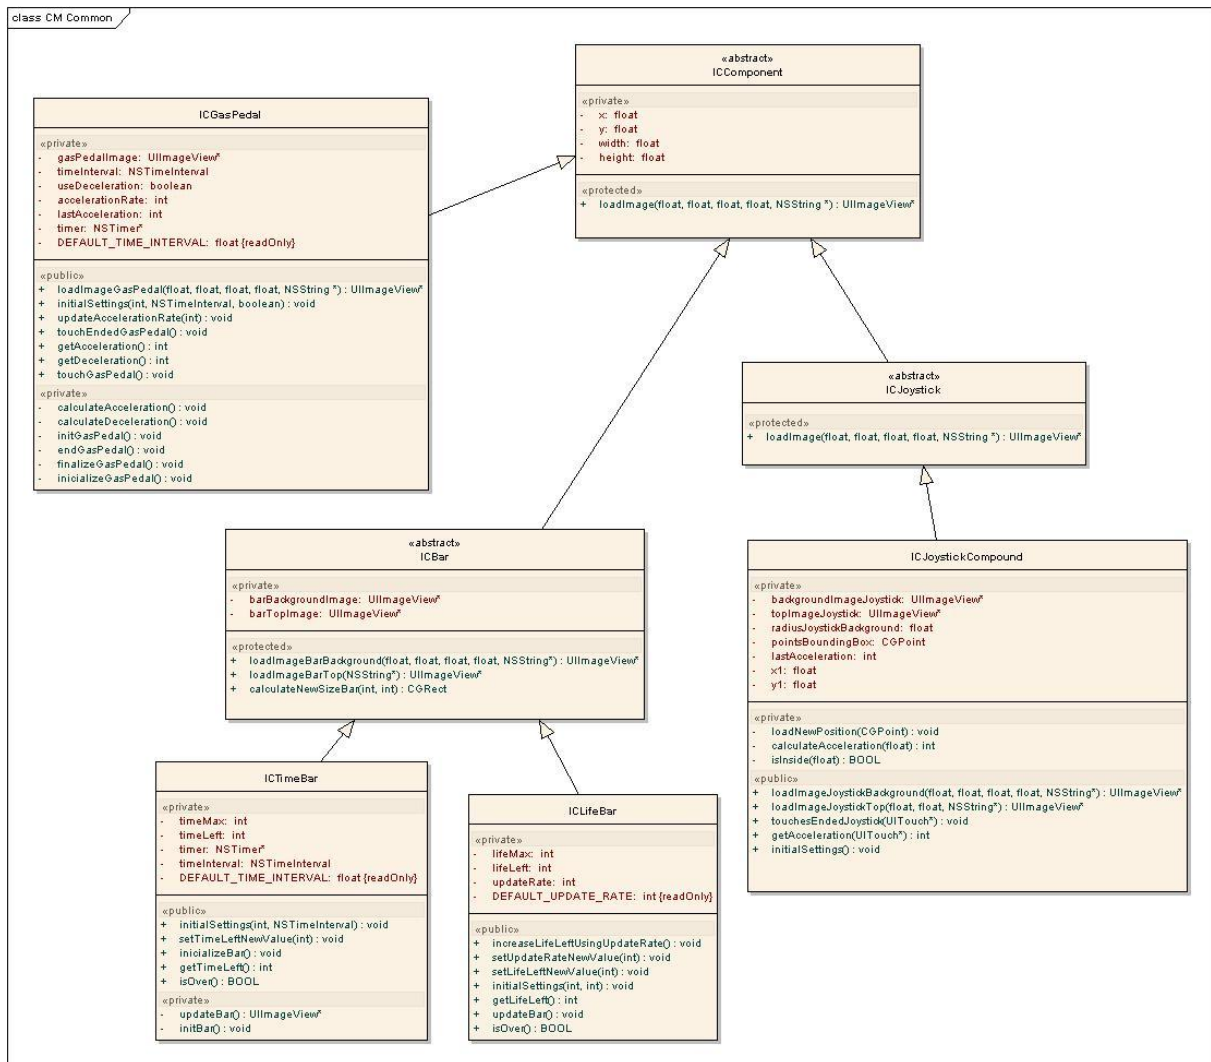 class CM Common
«abstract»
ICComponent
«private»
- x: float
- y: float
- width: float
- height: float
«protected»
+ loadImage(float, float, float, float, NSString *) : UIImageView*
ICGasPedal
«private»
- gasPedalImage: UIImageView*
- timeInterval: NSTimeInterval
- useDeceleration: boolean
- accelerationRate: int
- lastAcceleration: int
- timer: NSTimer*
- DEFAULT_TIME_INTERVAL: float {readOnly}
«public»
+ loadImageGasPedal(float, float, float, float, NSString *) : UIImageView*
+ initialSettings(int, NSTimeInterval, boolean) : void
+ updateAccelerationRate(int) : void
+ touchEndedGasPedal() : void
+ getAcceleration() : int
+ getDeceleration() : int
+ touchGasPedal() : void
«private»
- calculateAcceleration() : void
- calculateDeceleration() : void
- initGasPedal() : void
- endGasPedal() : void
- finalizeGasPedal() : void
- inicializeGasPedal() : void
«abstract»
ICJoystick
«protected»
+ loadImage(float, float, float, float, NSString *) : UIImageView*
«abstract»
ICBar
«private»
- barBackgroundImage: UIImageView*
- barTopImage: UIImageView*
«protected»
+ loadImageBarBackground(float, float, float, float, NSString*) : UIImageView*
+ loadImageBarTop(NSString*) : UIImageView*
+ calculateNewSizeBar(int, int) : CGRect
ICJoystickCompound
«private»
- backgroundImageJoystick: UIImageView*
- topImageJoystick: UIImageView*
- radiusJoystickBackground: float
- pointsBoundingBox: CGPoint
- lastAcceleration: int
- x1: float
- y1: float
«private»
- loadNewPosition(CGPoint) : void
- calculateAcceleration(float) : int
- isInside(float) : BOOL
«public»
+ loadImageJoystickBackground(float, float, float, float, NSString*) : UIImageView*
+ loadImageJoystickTop(float, float, NSString*) : UIImageView*
+ touchesEndedJoystick(UITouch*) : void
+ getAcceleration(UITouch*) : int
+ initialSettings() : void
ICTimeBar
«private»
- timeMax: int
- timeLeft: int
- timer: NSTimer*
- timeInterval: NSTimeInterval
- DEFAULT_TIME_INTERVAL: float {readOnly}
«public»
+ initialSettings(int, NSTimeInterval) : void
+ setTimeLeftNewValue(int) : void
+ inicializeBar() : void
+ getTimeLeft() : int
+ isOver() : BOOL
«private»
- updateBar() : UIImageView*
- initBar() : void
ICLifeBar
«private»
- lifeMax: int
- lifeLeft: int
- updateRate: int
- DEFAULT_UPDATE_RATE: int {readOnly}
«public»
+ increaseLifeLeftUsingUpdateRate() : void
+ setUpdateRateNewValue(int) : void
+ setLifeLeftNewValue(int) : void
+ initialSettings(int, int) : void
+ getLifeLeft() : int
+ updateBar() : void
+ isOver() : BOOL